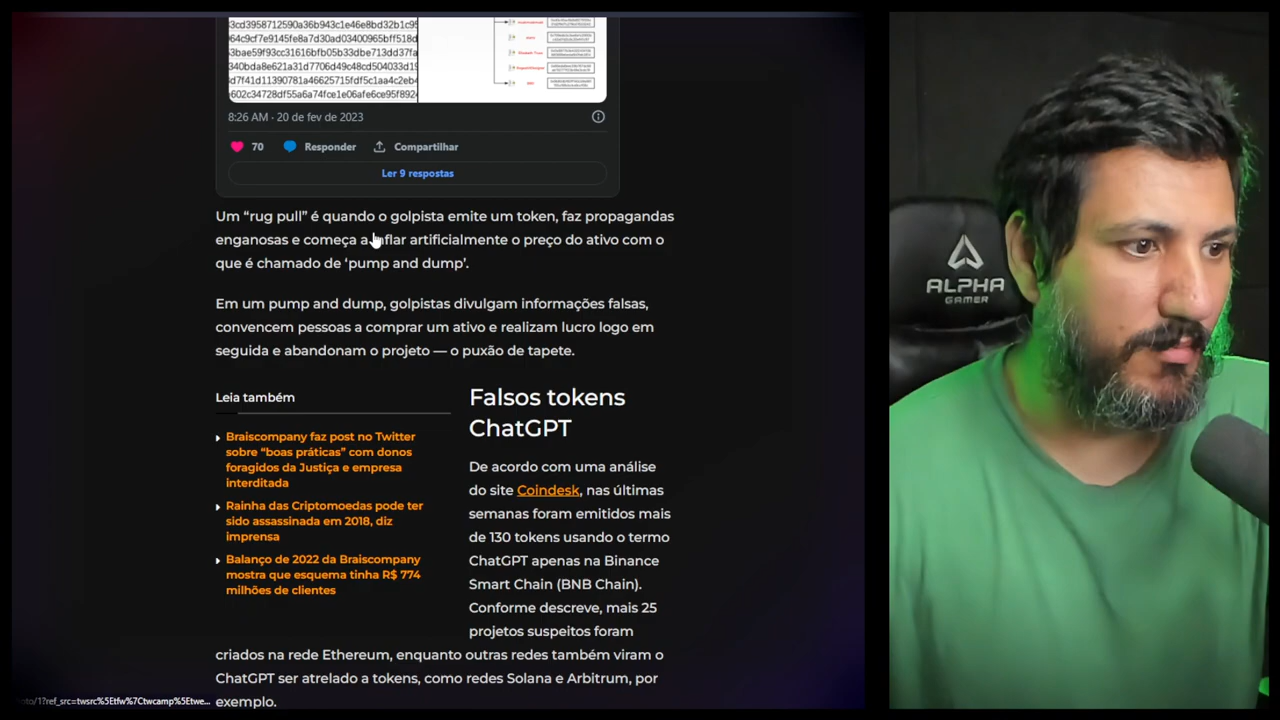 8:26 AM · 20 de fev de 2023
70 Responder Compartilhar
Ler 9 respostas
Um “rug pull” é quando o golpista emite um token, faz propagandas
enganosas e começa a inflar artificialmente o preço do ativo com o
que é chamado de ‘pump and dump’.
Em um pump and dump, golpistas divulgam informações falsas,
convencem pessoas a comprar um ativo e realizam lucro logo em
seguida e abandonam o projeto — o puxão de tapete.
Leia também
Braiscompany faz post no Twitter
sobre “boas práticas” com donos
foragidos da Justiça e empresa
interditada
Rainha das Criptomoedas pode ter
sido assassinada em 2018, diz
imprensa
Balanço de 2022 da Braiscompany
mostra que esquema tinha R$ 774
milhões de clientes
Falsos tokens
ChatGPT
De acordo com uma análise
do site Coindesk, nas últimas
semanas foram emitidos mais
de 130 tokens usando o termo
ChatGPT apenas na Binance
Smart Chain (BNB Chain).
Conforme descreve, mais 25
projetos suspeitos foram
criados na rede Ethereum, enquanto outras redes também viram o
ChatGPT ser atrelado a tokens, como redes Solana e Arbitrum, por
exemplo.
ALPHA
GAMER